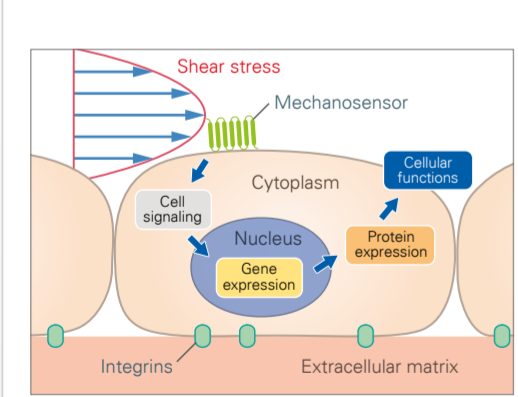 Shear stress
Mechanosensor
Cellular
functions
Cytoplasm
Cell
signaling
Nucleus
Protein
expression
Gene
expression
Integrins
Extracellular matrix